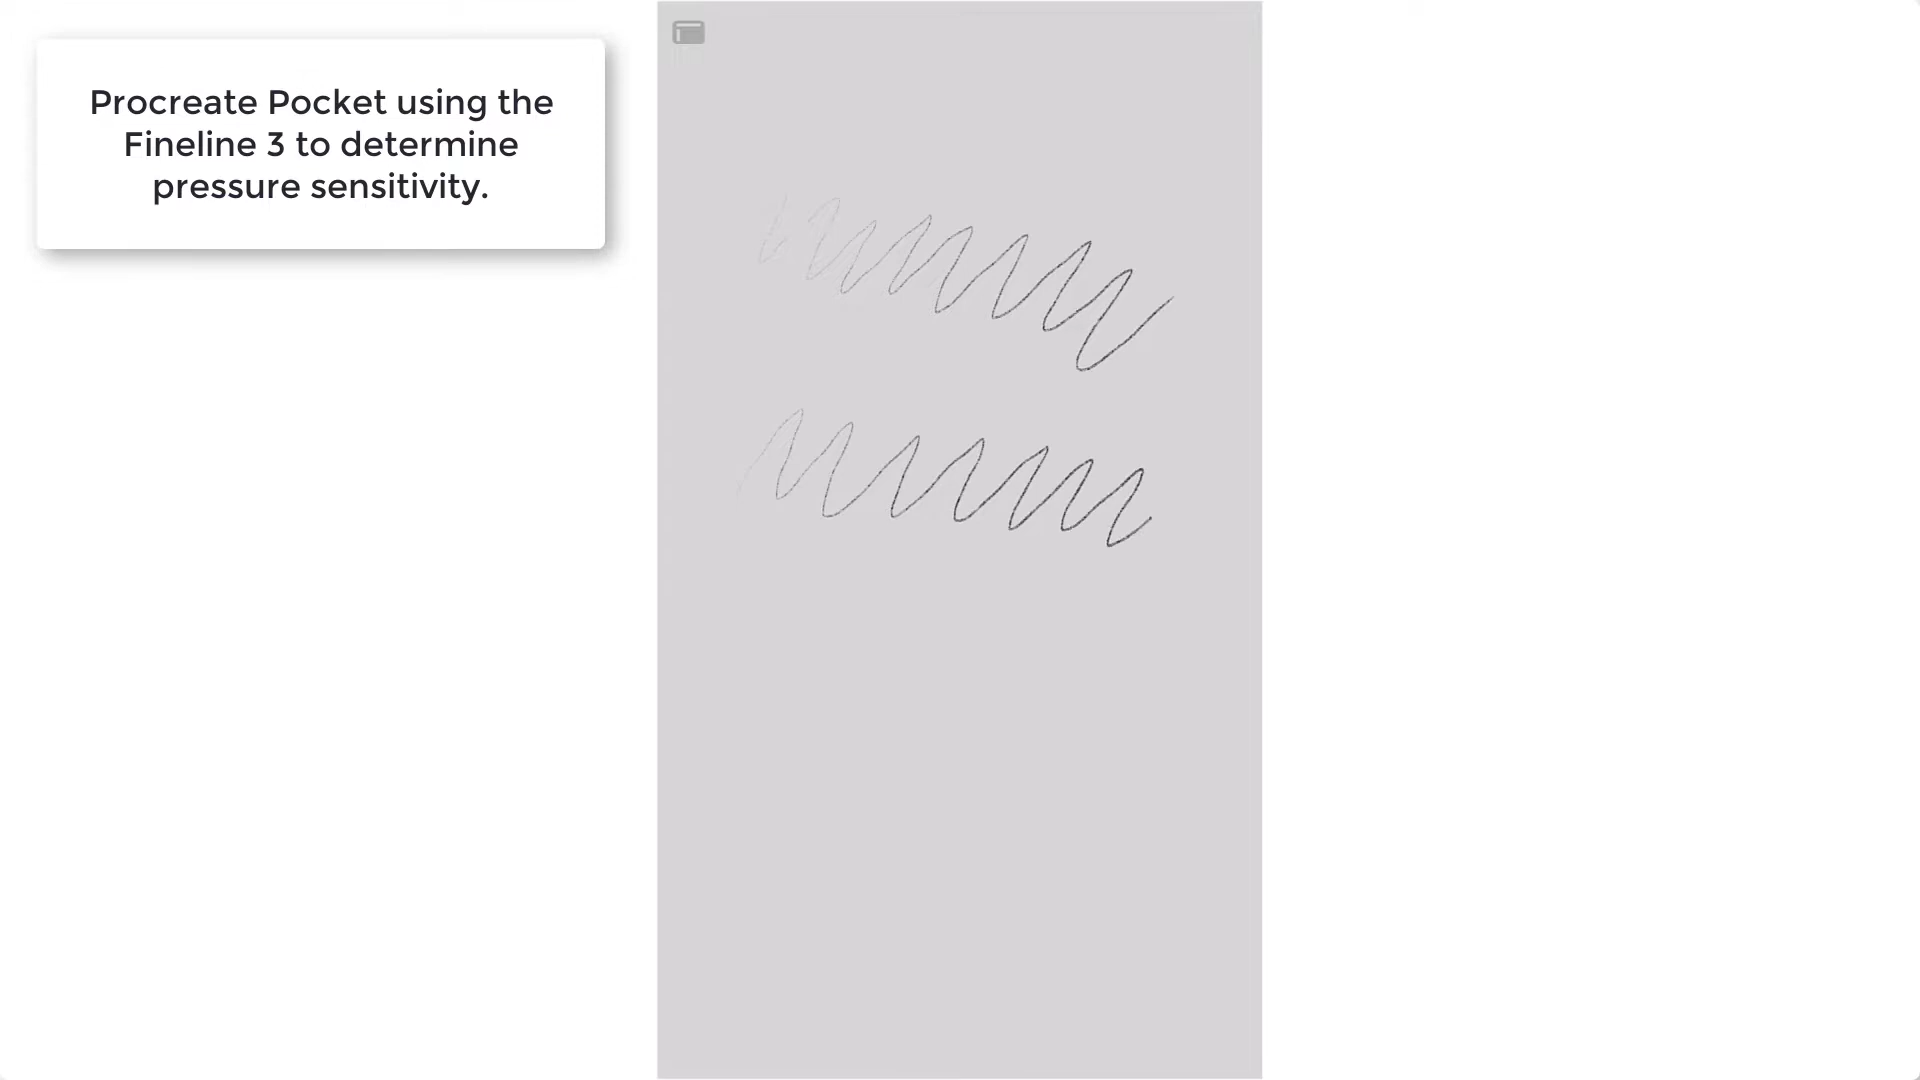 Procreate Pocket using the
Fineline 3 to determine
pressure sensitivity.